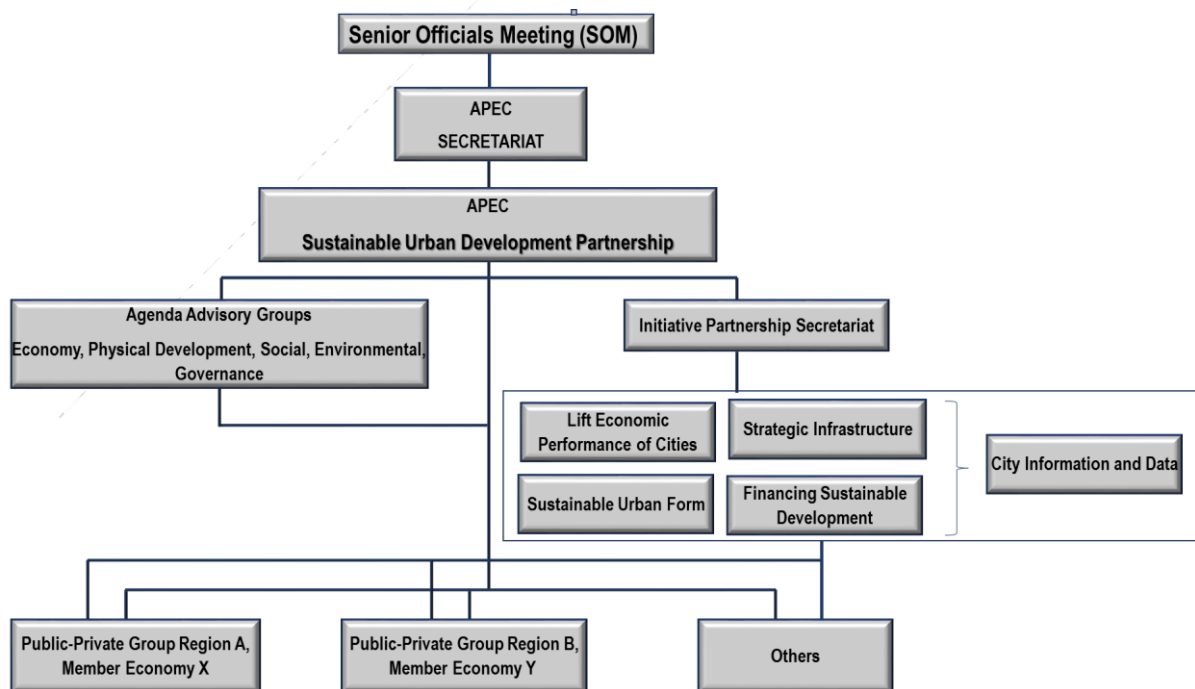 Senior Officials Meeting (SOM)
APEC
SECRETARIAT
APEC
Sustainable Urban Development Partnership
Agenda Advisory Groups
Economy, Physical Development, Social, Environmental,
Governance
Initiative Partnership Secretariat
Lift Economic
Performance of Cities
Strategic Infrastructure
City Information and Data
Sustainable Urban Form
Financing Sustainable
Development
Public-Private Group Region A,
Member Economy X
Public-Private Group Region B,
Member Economy Y
Others